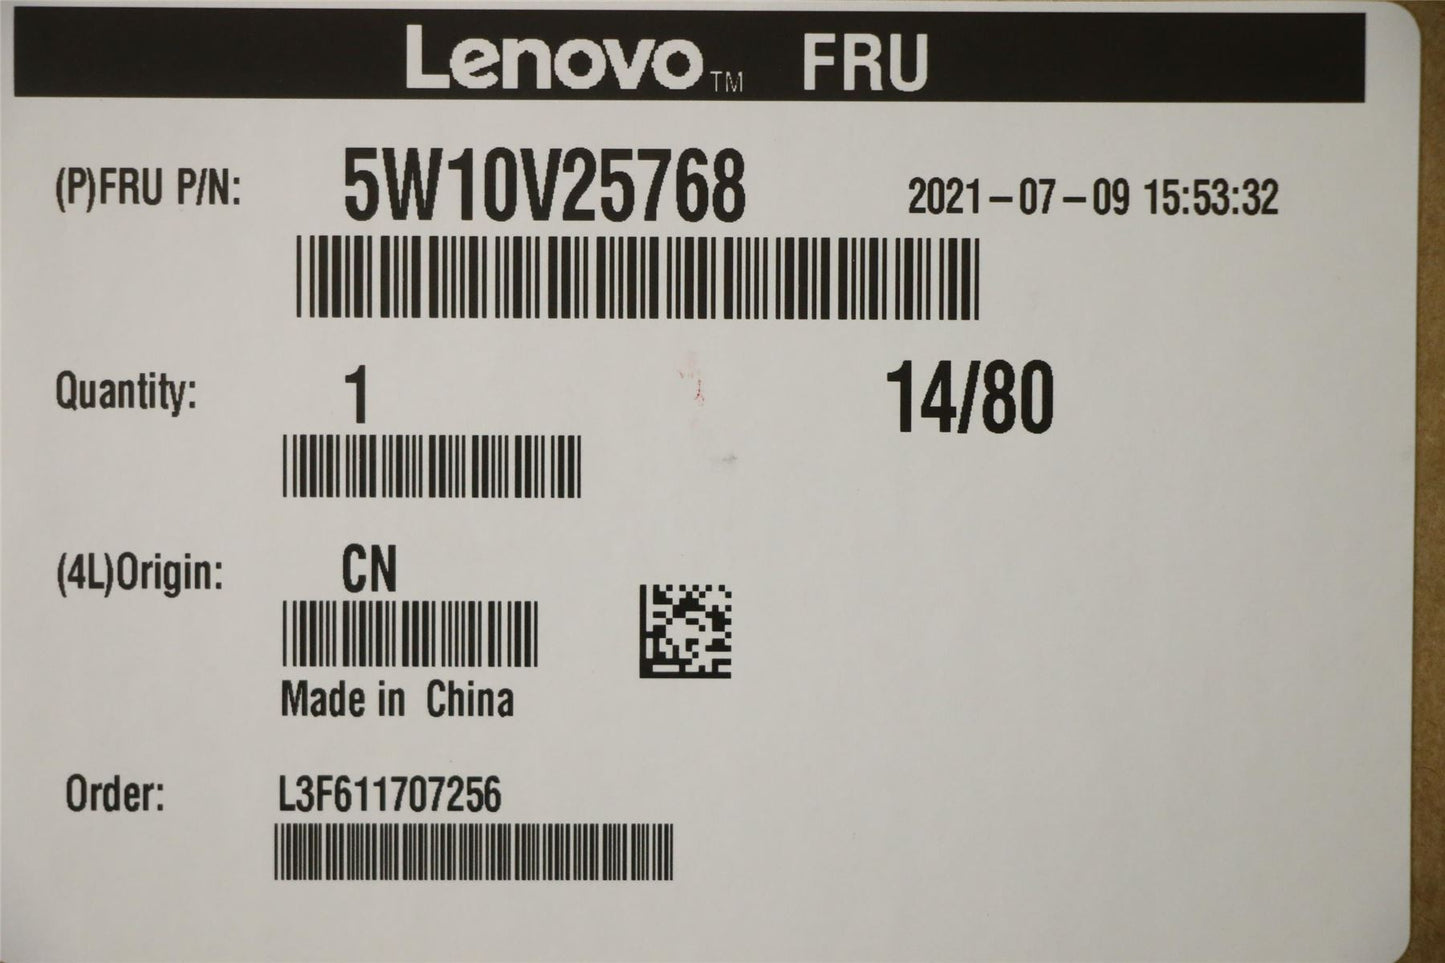 Lenovo™ FRU
(P)FRU P/N: 5W10V25768 2021-07-09 15:53:32
Quantity: 1 14/80
(4L)Origin: CN
Made in China
Order: L3F611707256